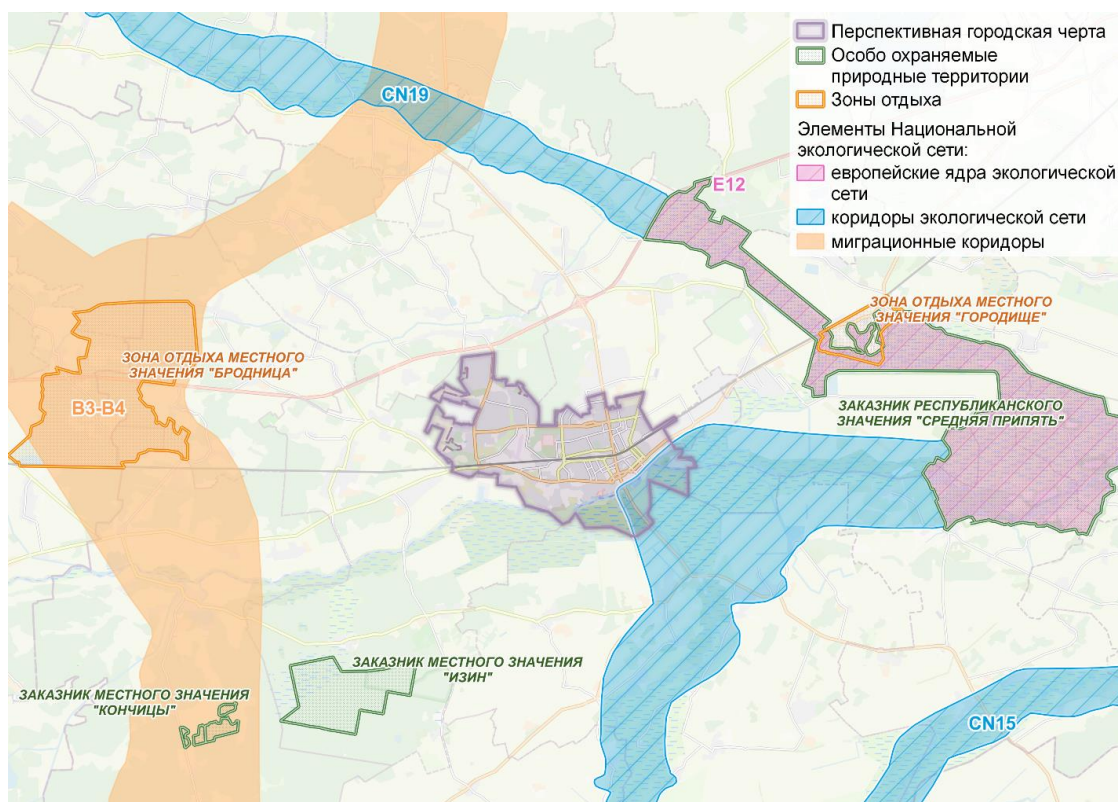 Перспективная городская черта
Особо охраняемые
природные территории
Зоны отдыха
Элементы Национальной
экологической сети:
европейские ядра экологической
сети
коридоры экологической сети
миграционные коридоры
CN19
E12
ЗОНА ОТДЫХА МЕСТНОГО
ЗНАЧЕНИЯ "ГОРОДИЩЕ"
ЗОНА ОТДЫХА МЕСТНОГО
ЗНАЧЕНИЯ "БРОДНИЦА"
B3-B4
ЗАКАЗНИК РЕСПУБЛИКАНСКОГО
ЗНАЧЕНИЯ "СРЕДНЯЯ ПРИПЯТЬ"
ЗАКАЗНИК МЕСТНОГО ЗНАЧЕНИЯ
"ИЗИН"
ЗАКАЗНИК МЕСТНОГО ЗНАЧЕНИЯ
"КОНЧИЦЫ"
CN15